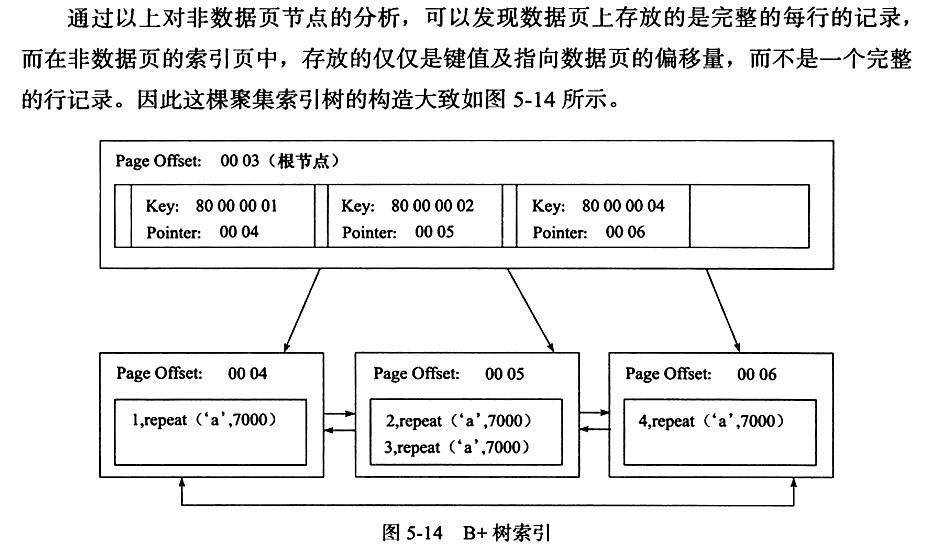 通过以上对非数据页节点的分析，可以发现数据页上存放的是完整的每行的记录，
而在非数据页的索引页中，存放的仅仅是键值及指向数据页的偏移量，而不是一个完整
的行记录。因此这棵聚集索引树的构造大致如图 5-14 所示。
Page Offset: 00 03（根节点）
Key: 80 00 00 01
Pointer: 00 04
Key: 80 00 00 02
Pointer: 00 05
Key: 80 00 00 04
Pointer: 00 06
Page Offset: 00 04
1,repeat（‘a’,7000）
Page Offset: 00 05
2,repeat（‘a’,7000）
3,repeat（‘a’,7000）
Page Offset: 00 06
4,repeat（‘a’,7000）
图 5-14 B+ 树索引